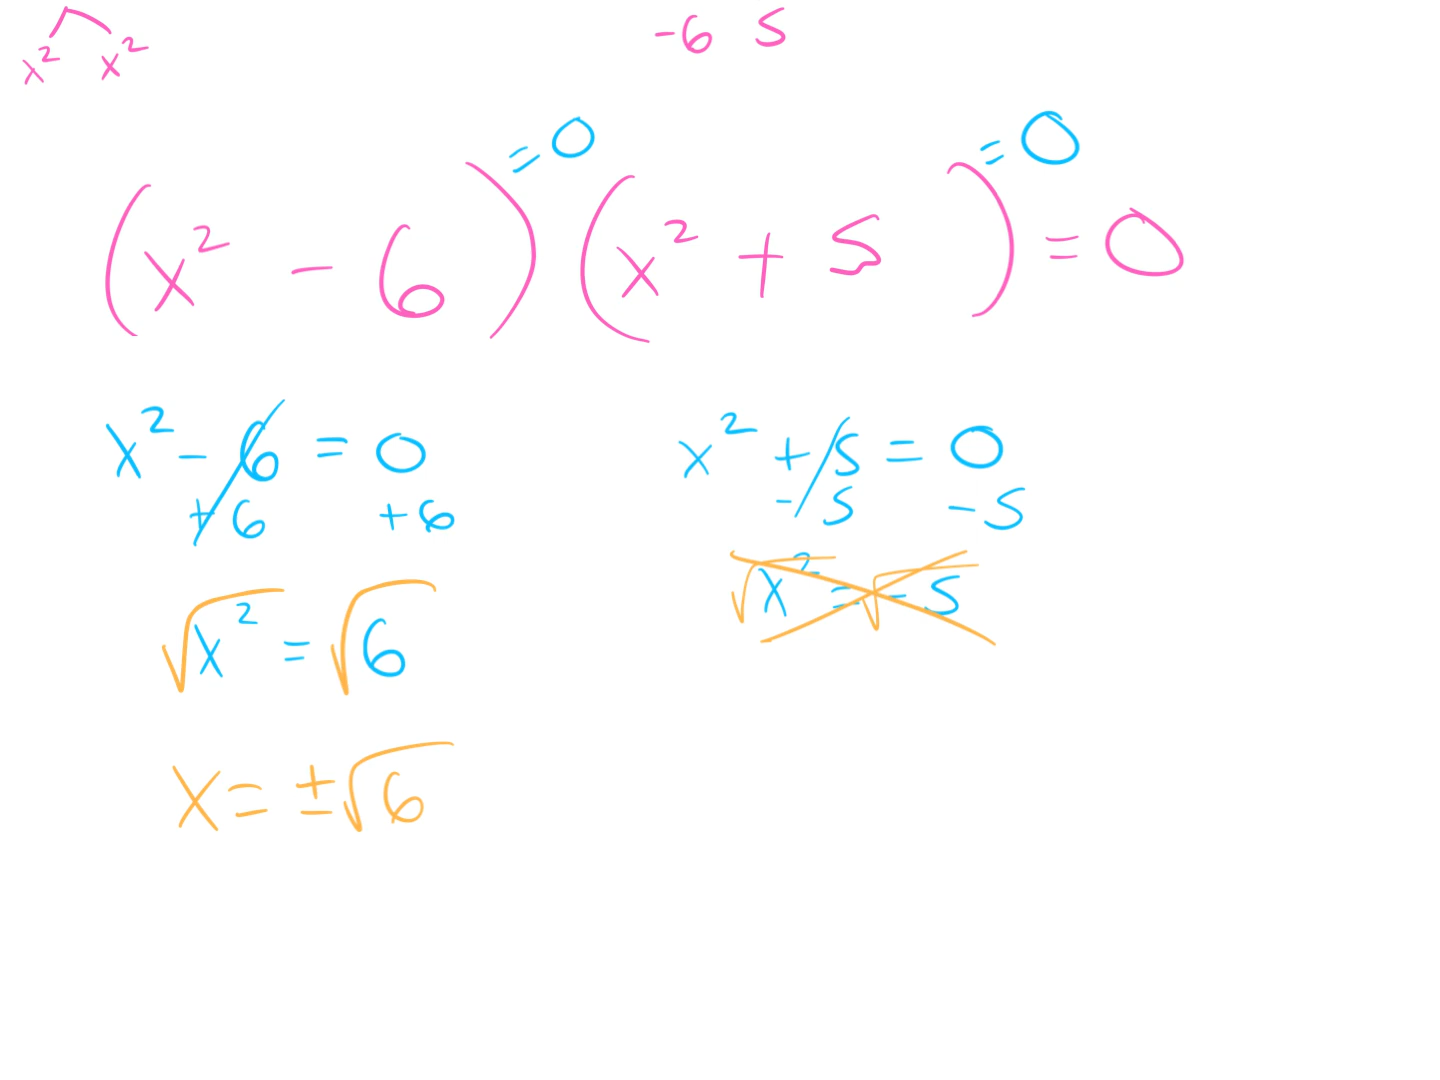 x² x²
-6 5
= 0 = 0
(x² - 6)(x² + 5) = 0
x² - 6 = 0
+6 +6
√x² = √6
x = ±√6
x² + 5 = 0
-5 -5
√x² = √-5